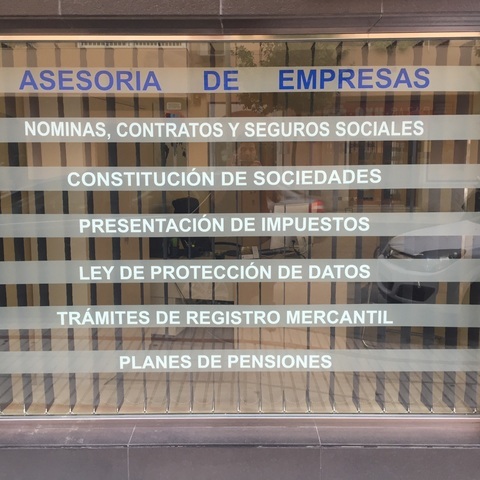 ASESORIA DE EMPRESAS
NOMINAS, CONTRATOS Y SEGUROS SOCIALES
CONSTITUCIÓN DE SOCIEDADES
PRESENTACIÓN DE IMPUESTOS
LEY DE PROTECCIÓN DE DATOS
TRÁMITES DE REGISTRO MERCANTIL
PLANES DE PENSIONES